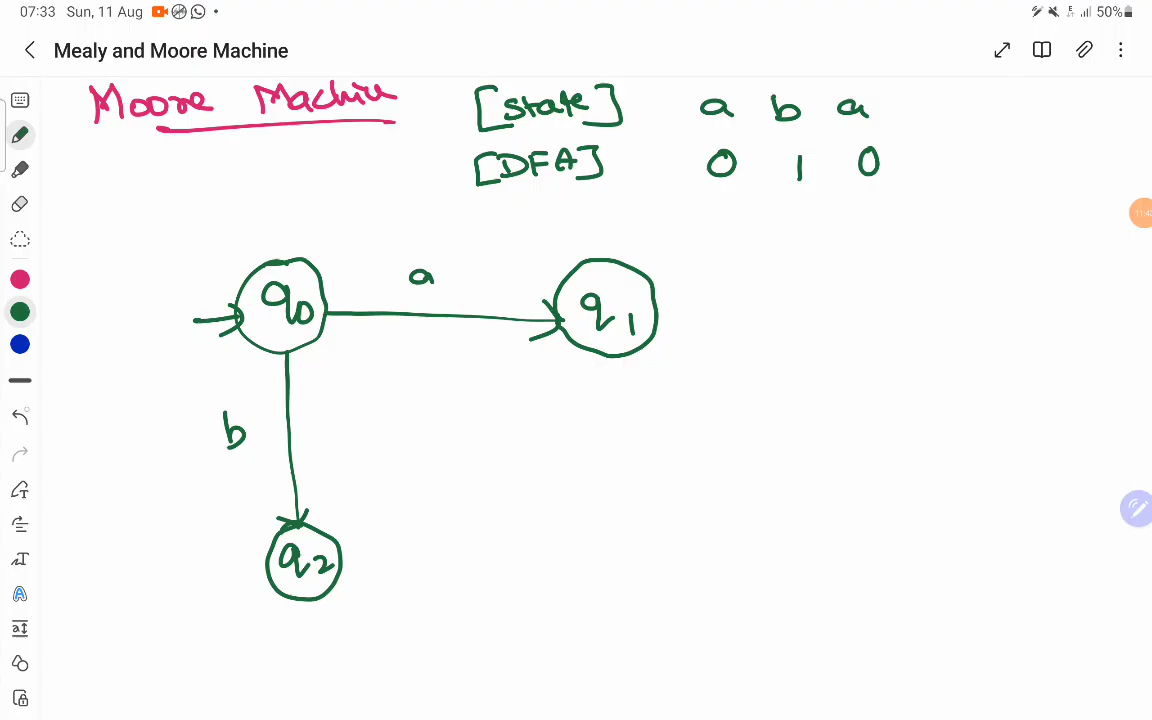 07:33 Sun, 11 Aug 50%
Mealy and Moore Machine
Moore Machine [state] a b a
[DFA] 0 1 0
q0 a q1
b
q2